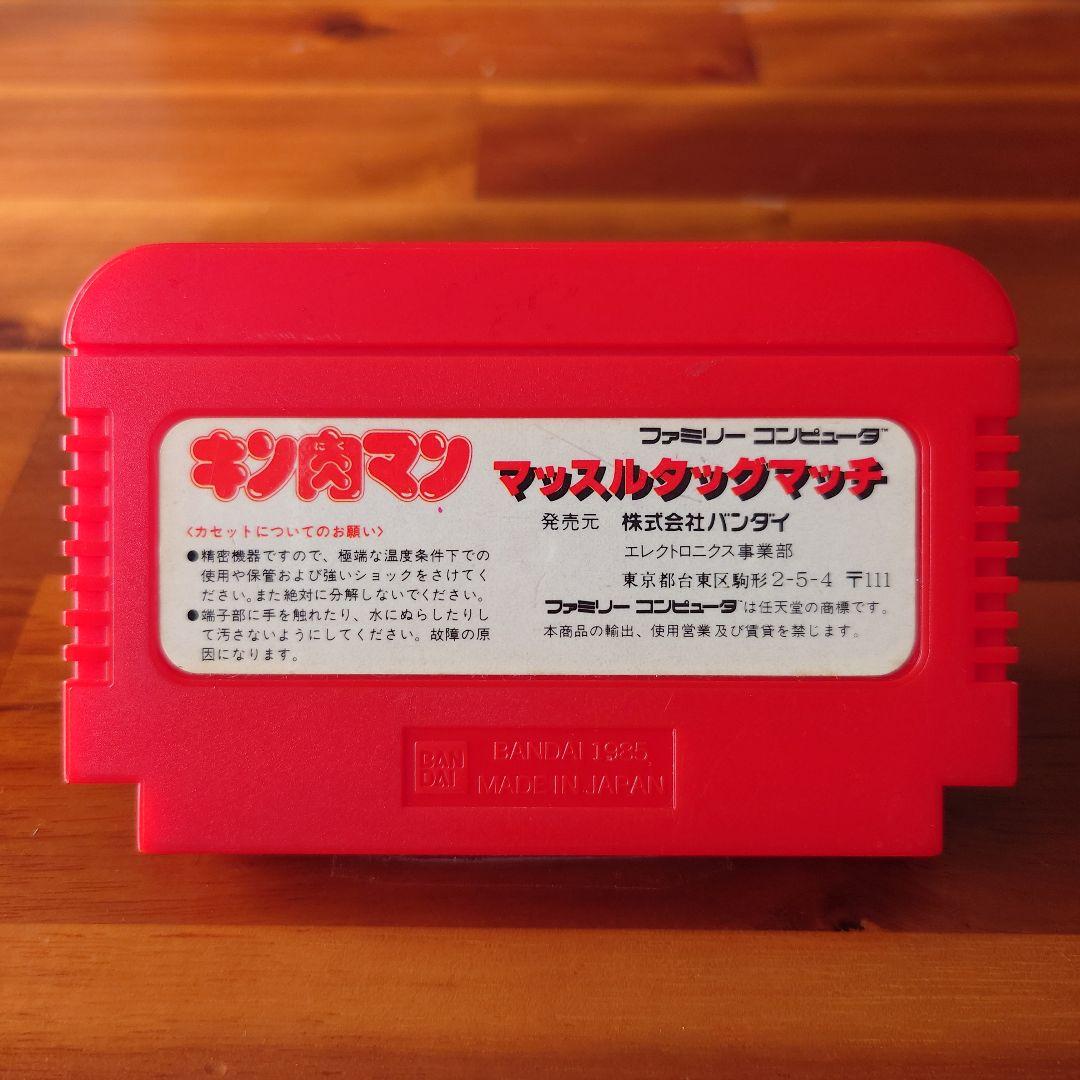 キン肉マン
にく
ファミリー コンピュータ™
マッスルタッグマッチ
発売元 株式会社バンダイ
エレクトロニクス事業部
東京都台東区駒形2-5-4 〒111
ファミリー コンピュータ™は任天堂の商標です。
本商品の輸出、使用営業及び賃貸を禁じます。
〈カセットについてのお願い〉
●精密機器ですので、極端な温度条件下での
使用や保管および強いショックをさけてく
ださい。また絶対に分解しないでください。
●端子部に手を触れたり、水にぬらしたりし
て汚さないようにしてください。故障の原
因になります。
BAN
DAI
BANDAI 1985
MADE IN JAPAN